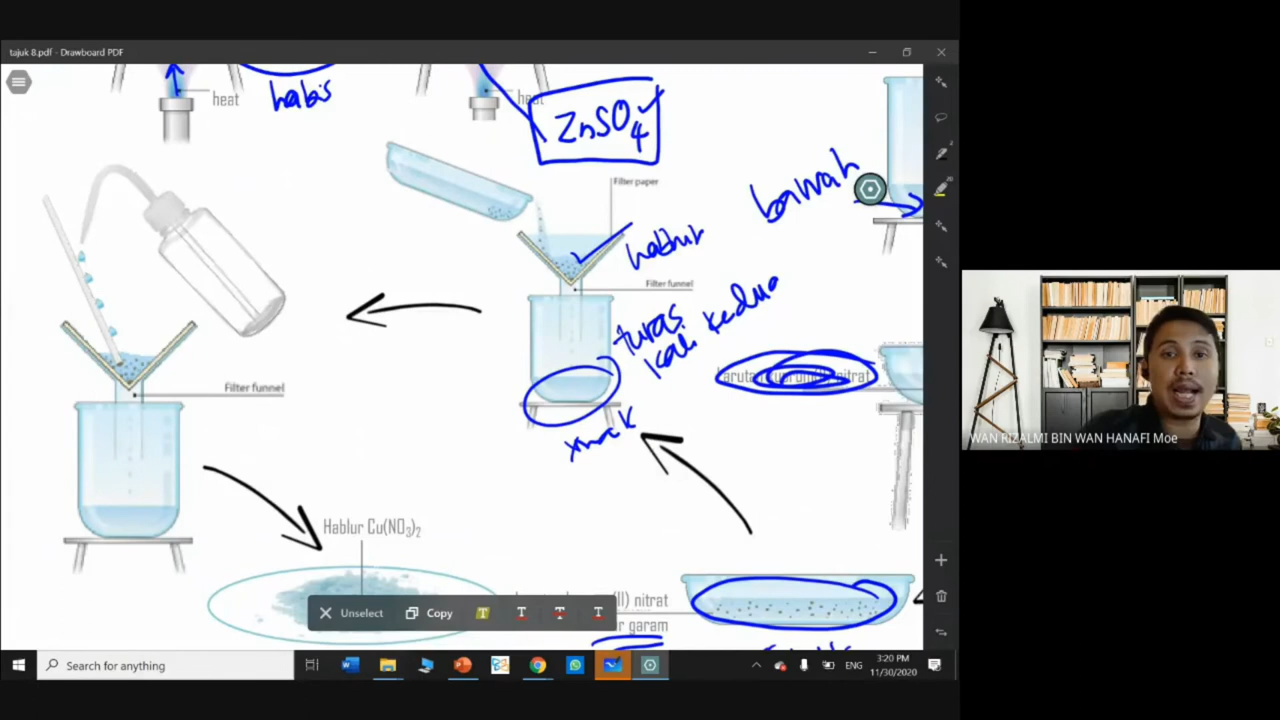 tajuk 8.pdf - Drawboard PDF
heat
habis
heat
ZnSO4
Filter paper
bawah
hablur
Filter funnel
turas
kali kedua
Filter funnel
nitrat
xnak
Hablur Cu(NO3)2
(II) nitrat
r garam
Unselect
Copy
T
T
T
T
WAN RIZALMI BIN WAN HANAFI Moe
Search for anything
ENG
3:20 PM
11/30/2020